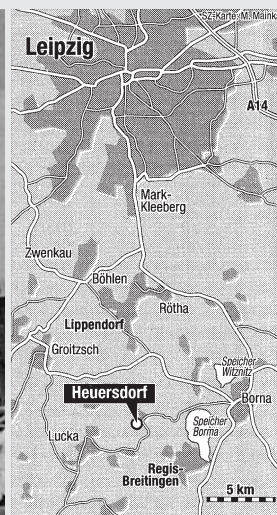 SZ-Karte: M. Mainka
Leipzig
A14
Mark-
Kleeberg
Zwenkau
Böhlen
Rötha
Lippendorf
Groitzsch
Speicher
Witznitz
Heuersdorf
Borna
Lucka
Speicher
Borna
Regis-
Breitingen
5 km